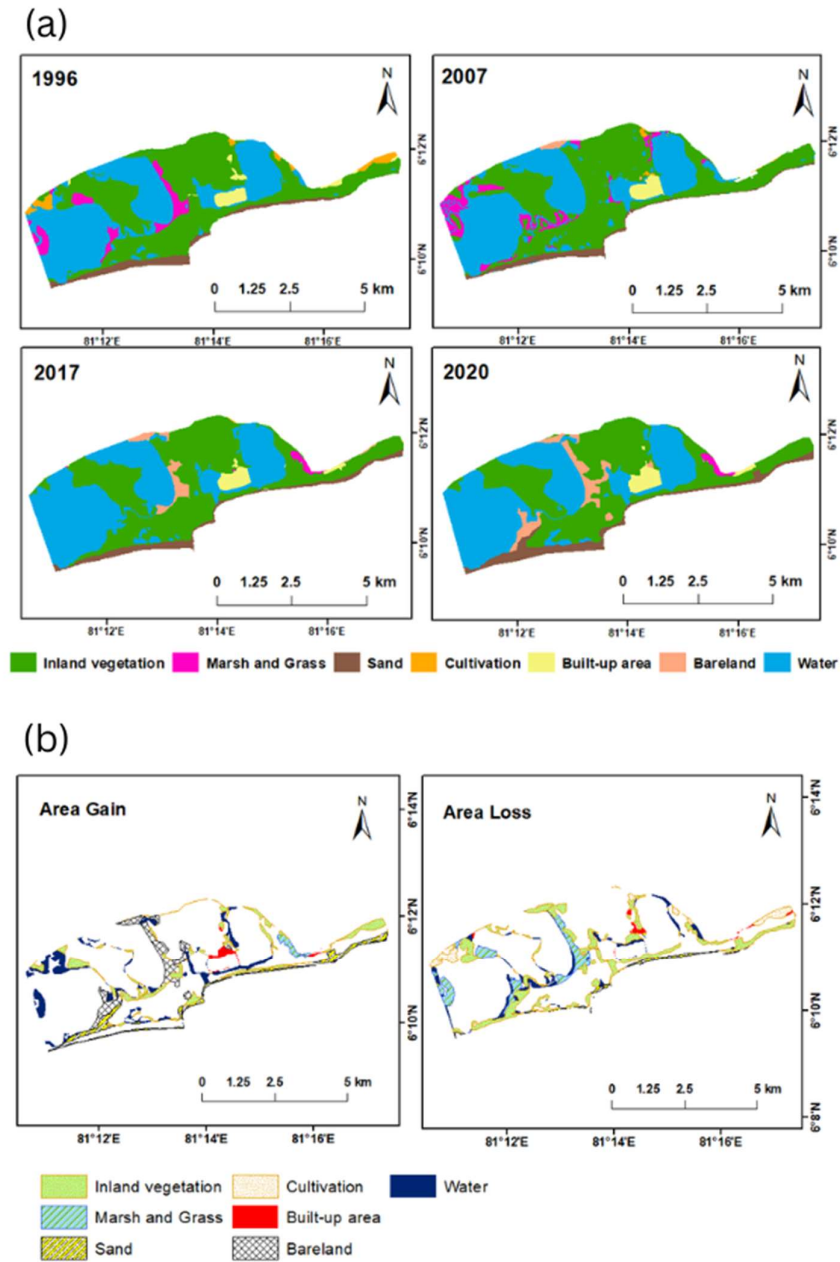 (a)
1996
N
6°12'N
6°10'N
0 1.25 2.5 5 km
81°12'E 81°14'E 81°16'E
2007
N
6°12'N
6°10'N
0 1.25 2.5 5 km
81°12'E 81°14'E 81°16'E
2017
N
6°12'N
6°10'N
0 1.25 2.5 5 km
81°12'E 81°14'E 81°16'E
2020
N
6°12'N
6°10'N
0 1.25 2.5 5 km
81°12'E 81°14'E 81°16'E
Inland vegetation Marsh and Grass Sand Cultivation Built-up area Bareland Water
(b)
Area Gain
N
6°14'N
6°12'N
6°10'N
0 1.25 2.5 5 km
81°12'E 81°14'E 81°16'E
Area Loss
N
6°14'N
6°12'N
6°10'N
6°8'N
0 1.25 2.5 5 km
81°12'E 81°14'E 81°16'E
Inland vegetation Cultivation Water
Marsh and Grass Built-up area
Sand Bareland